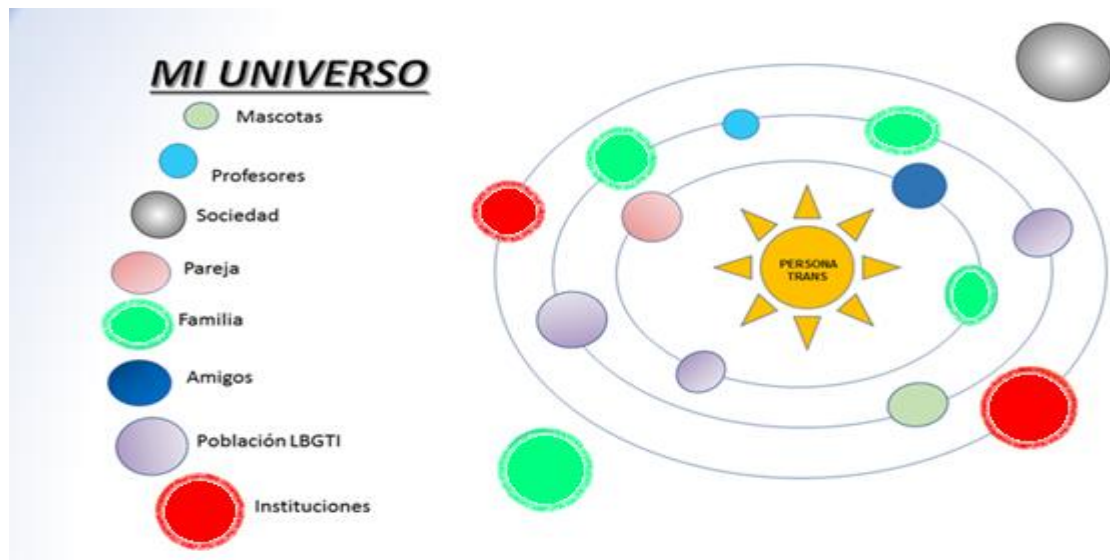 MI UNIVERSO
Mascotas
Profesores
Sociedad
Pareja
Familia
Amigos
Población LBGTI
Instituciones
PERSONA
TRANS